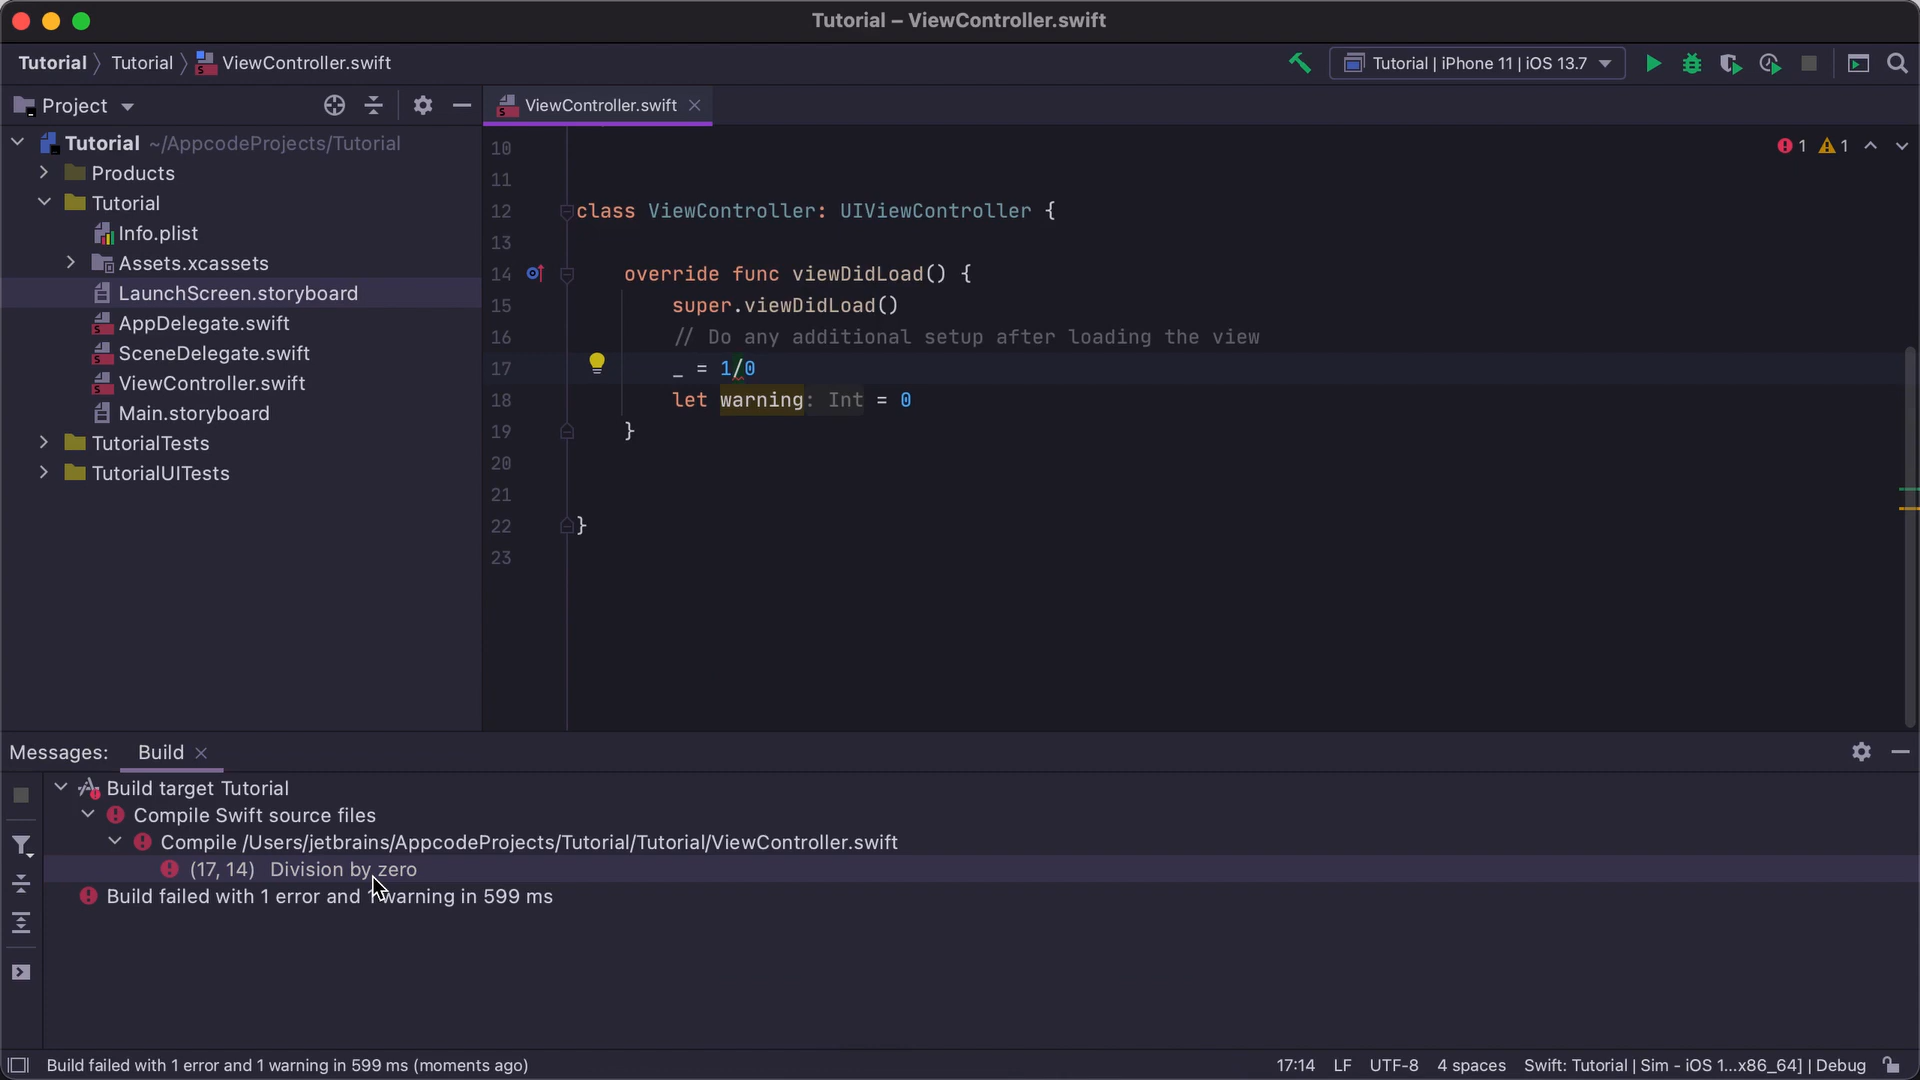 Tutorial – ViewController.swift
Tutorial 〉 Tutorial 〉 ViewController.swift
Tutorial | iPhone 11 | iOS 13.7
Project
ViewController.swift
1 1
Tutorial ~/AppcodeProjects/Tutorial
Products
Tutorial
Info.plist
Assets.xcassets
LaunchScreen.storyboard
AppDelegate.swift
SceneDelegate.swift
ViewController.swift
Main.storyboard
TutorialTests
TutorialUITests
10
11
12 class ViewController: UIViewController {
13
14 override func viewDidLoad() {
15 super.viewDidLoad()
16 // Do any additional setup after loading the view
17 _ = 1/0
18 let warning: Int = 0
19 }
20
21
22 }
23
Messages: Build
Build target Tutorial
Compile Swift source files
Compile /Users/jetbrains/AppcodeProjects/Tutorial/Tutorial/ViewController.swift
(17, 14) Division by zero
Build failed with 1 error and 1 warning in 599 ms
Build failed with 1 error and 1 warning in 599 ms (moments ago)
17:14 LF UTF-8 4 spaces Swift: Tutorial | Sim - iOS 1...x86_64] | Debug